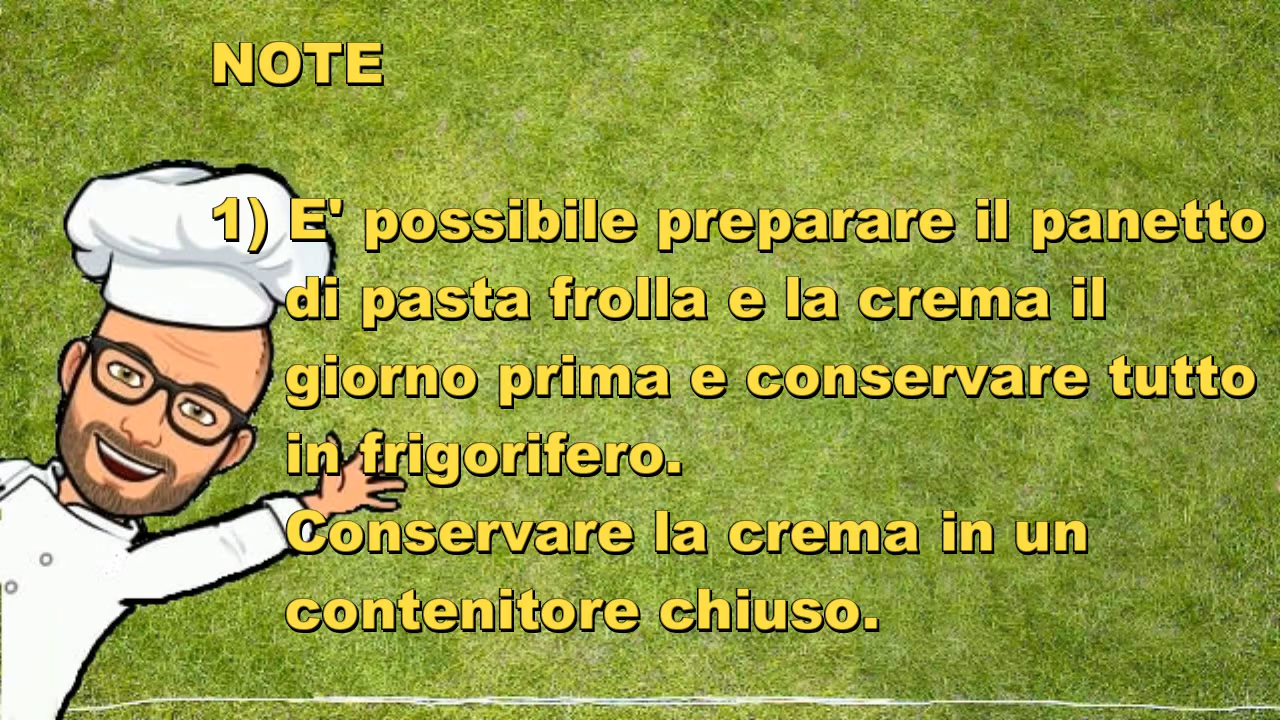 NOTE
1) E' possibile preparare il panetto
di pasta frolla e la crema il
giorno prima e conservare tutto
in frigorifero.
Conservare la crema in un
contenitore chiuso.